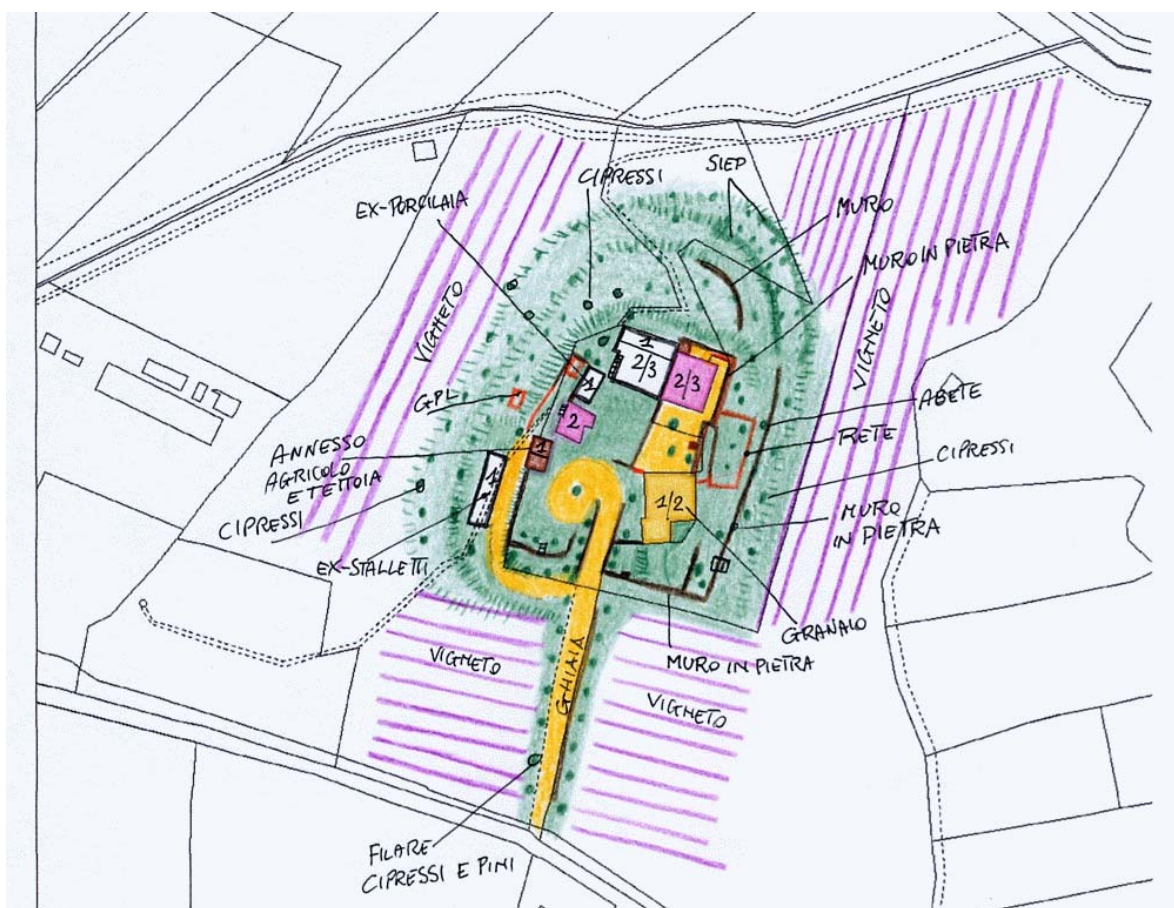 SIEP
CIPRESSI
EX-PORCILAIA
MURO
MURO IN PIETRA
VIGNETO
VIGNETO
1
2/3
2/3
1
GPL
2
ABETE
ANNESSO
AGRICOLO
E TETTOIA
1
RETE
CIPRESSI
1
1/2
CIPRESSI
MURO
IN PIETRA
EX-STALLETTI
GRANAIO
VIGNETO
MURO IN PIETRA
GHIAIA
VIGNETO
FILARE
CIPRESSI E PINI